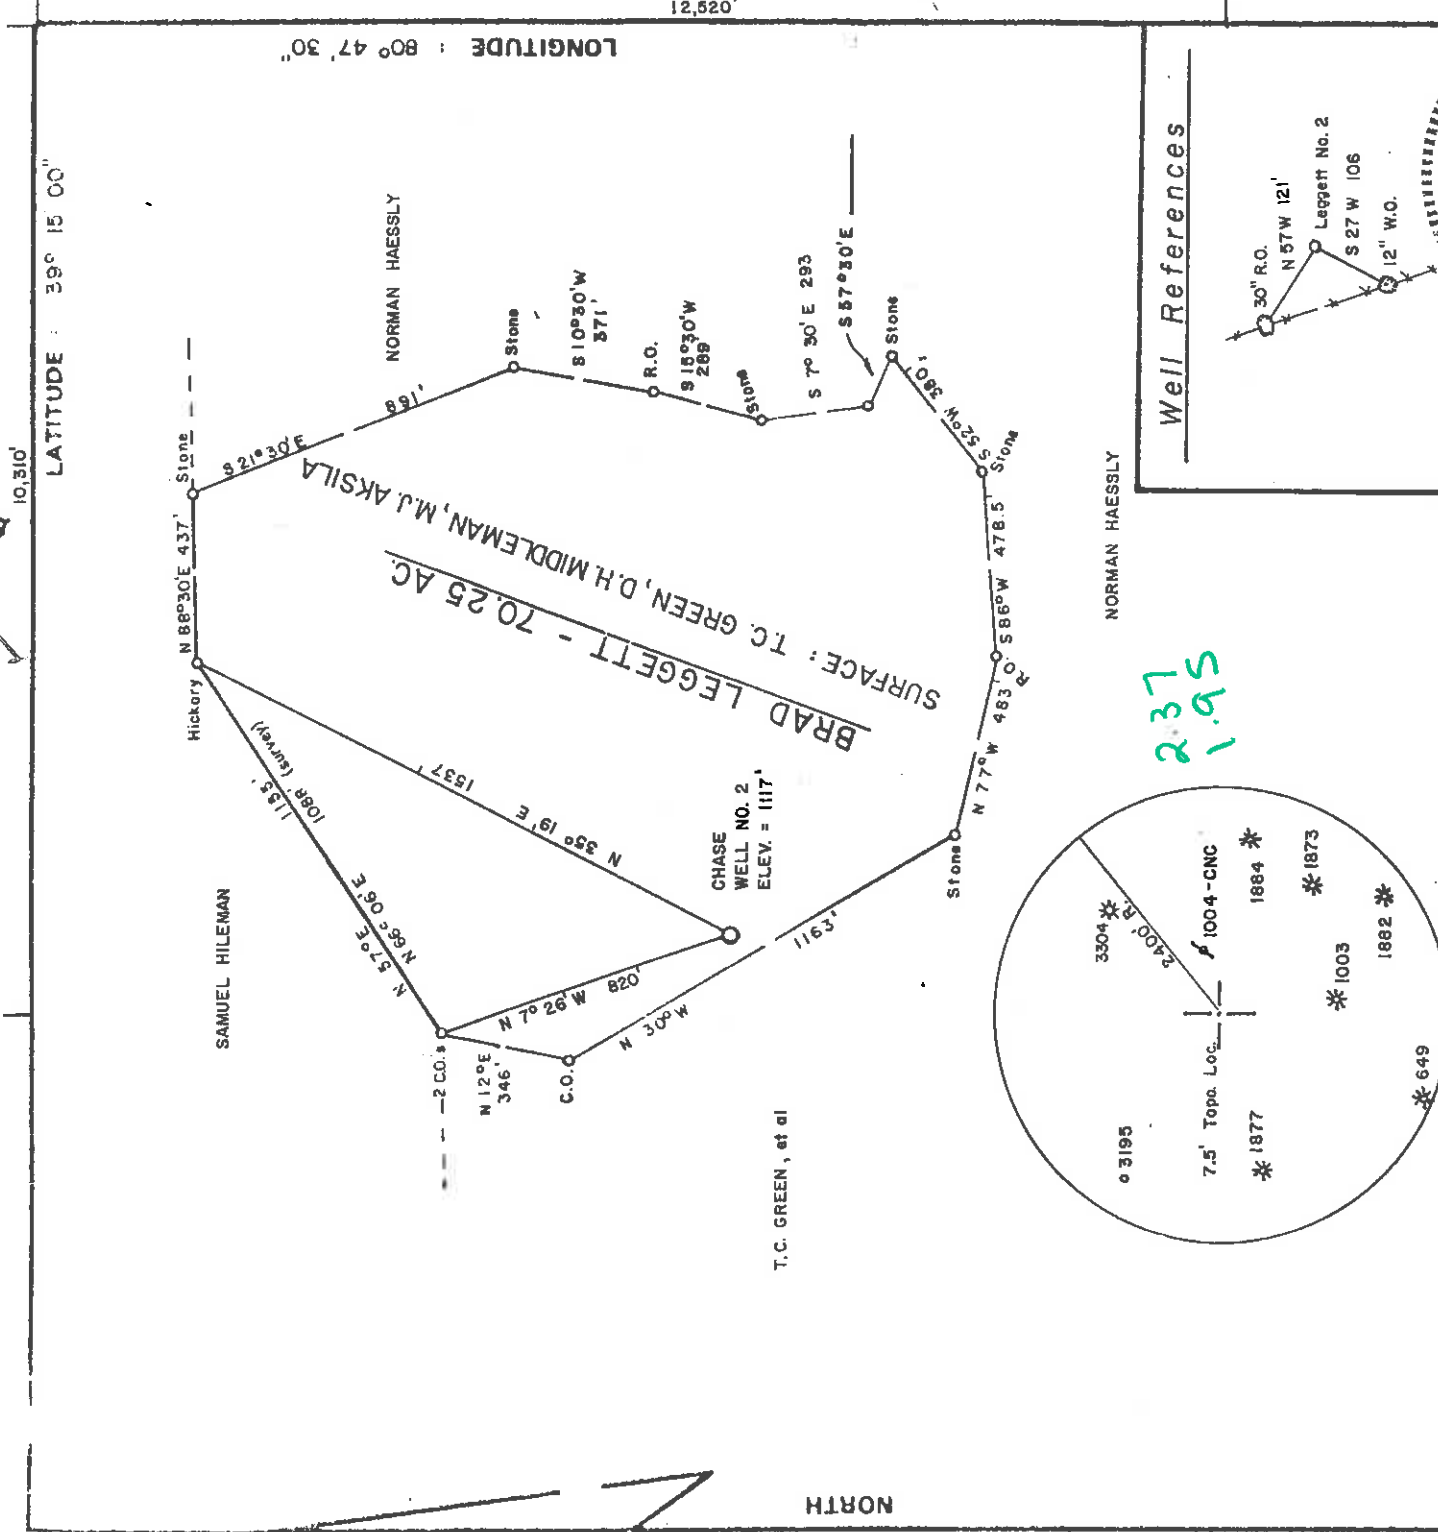 12,520'
LONGITUDE : 80° 47' 30"
10,310'
LATITUDE : 39° 15' 00"
NORMAN HAESSLY
Stone
N 88°30'E 437'
Hickory
S 21°30'E
891'
Stone
S 10°30'W
371'
R.O.
S 15°30'W
289'
Stone
S 7° 30' E 293
S 57°30'E
Stone
S 52°W 380'
Stone
S 86°W 478.5'
R.O.
N 77°W 483'
Stone
1163'
N 30° W
C.O.
N 12°E
346'
2 C.O.s
N 57°E
1088' (survey)
N 66° 06' E
1155'
N 35° 19' E
1537'
N 7° 26' W 820'
CHASE
WELL NO. 2
ELEV. = 1117'
BRAD LEGGETT - 70.25 AC.
SURFACE : T.C. GREEN, D.H. MIDDLEMAN, M.J. AKSILA
SAMUEL HILEMAN
T.C. GREEN, et al
NORMAN HAESSLY
Well References
30" R.O.
N 57 W 121'
Leggett No. 2
S 27 W 106
12" W.O.
2.37
1.95
3304
2400' R.
1004-CNC
1884
1873
1882
1003
649
7.5' Topo. Loc.
3195
1877
NORTH